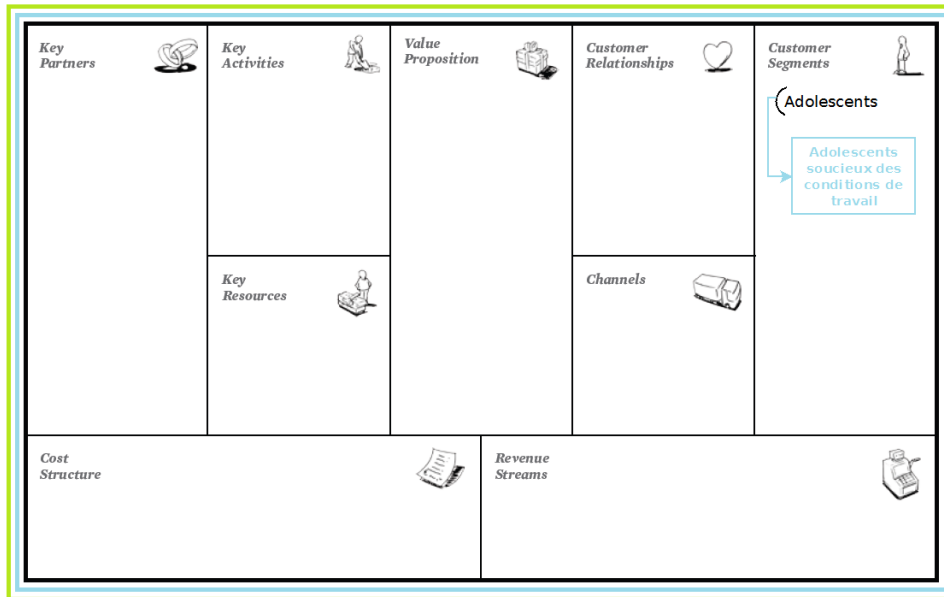 Key
Partners
Key
Activities
Value
Proposition
Customer
Relationships
Customer
Segments
Adolescents
Adolescents
soucieux des
conditions de
travail
Key
Resources
Channels
Cost
Structure
Revenue
Streams